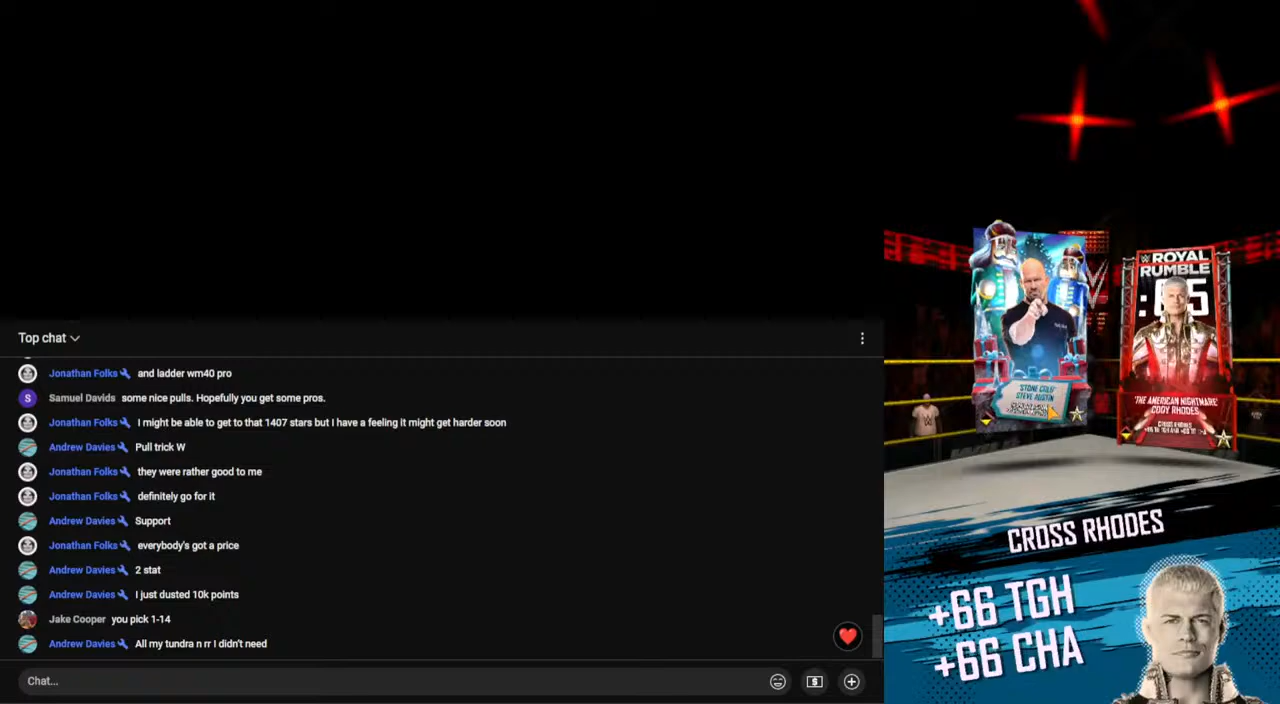 Top chat
Jonathan Folks and ladder wm40 pro
S Samuel Davids some nice pulls. Hopefully you get some pros.
Jonathan Folks I might be able to get to that 1407 stars but I have a feeling it might get harder soon
Andrew Davies Pull trick W
Jonathan Folks they were rather good to me
Jonathan Folks definitely go for it
Andrew Davies Support
Jonathan Folks everybody's got a price
Andrew Davies 2 stat
Andrew Davies I just dusted 10k points
Jake Cooper you pick 1-14
Andrew Davies All my tundra n rr I didn't need
Chat...
'STONE COLD'
STEVE AUSTIN
ROYAL
RUMBLE
'THE AMERICAN NIGHTMARE'
CODY RHODES
CROSS RHODES
CROSS RHODES
+66 TGH
+66 CHA